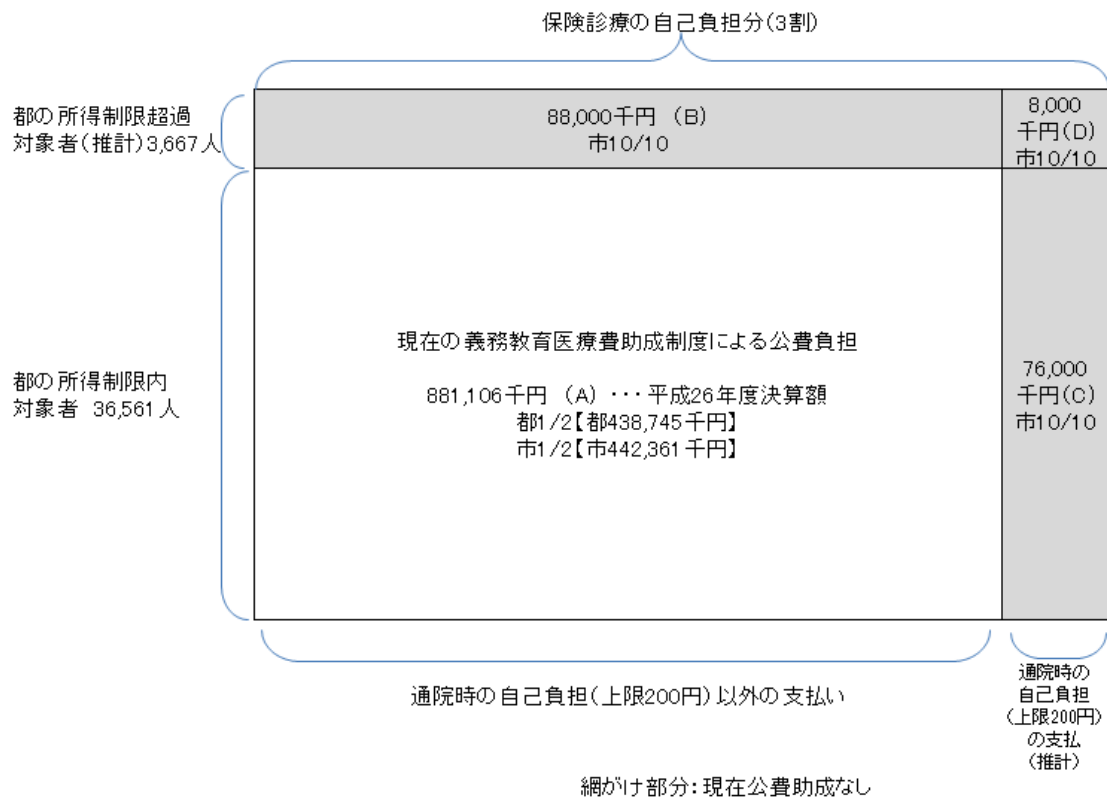 保険診療の自己負担分(3割)
都の所得制限超過
対象者(推計)3,667人
88,000千円 (B)
市10/10
8,000
千円(D)
市10/10
都の所得制限内
対象者 36,561人
現在の義務教育医療費助成制度による公費負担
881,106千円 (A) ・・・平成26年度決算額
都1/2【都438,745千円】
市1/2【市442,361千円】
76,000
千円(C)
市10/10
通院時の自己負担(上限200円)以外の支払い
通院時の
自己負担
(上限200円)
の支払
(推計)
網がけ部分:現在公費助成なし